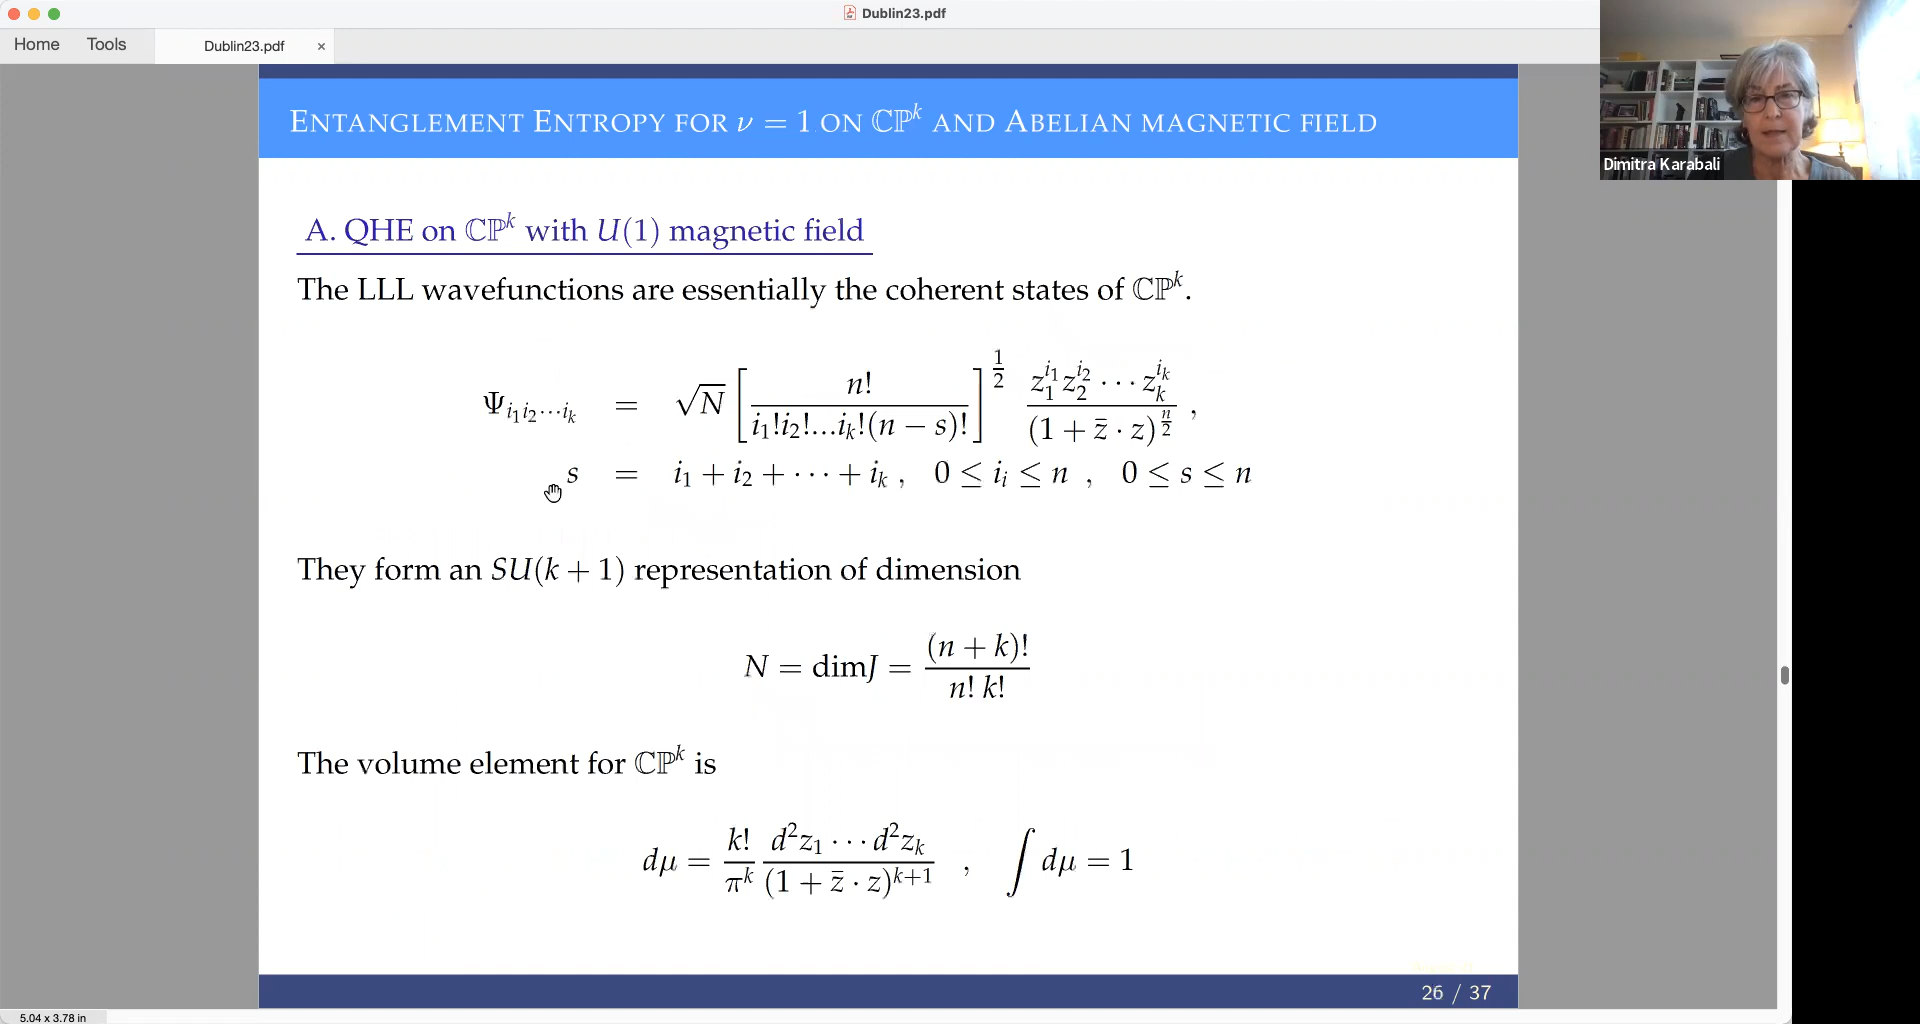 Dublin23.pdf
Home Tools Dublin23.pdf ×
Dimitra Karabali
ENTANGLEMENT ENTROPY FOR ν = 1 ON ℂℙ^k AND ABELIAN MAGNETIC FIELD
A. QHE on ℂℙ^k with U(1) magnetic field
The LLL wavefunctions are essentially the coherent states of ℂℙ^k.
Ψ_{i_1 i_2 ⋯ i_k} = √N [ n! / (i_1! i_2! ... i_k! (n − s)!) ]^{1/2} z_1^{i_1} z_2^{i_2} ⋯ z_k^{i_k} / (1 + z̄ · z)^{n/2} ,
s = i_1 + i_2 + ⋯ + i_k , 0 ≤ i_i ≤ n , 0 ≤ s ≤ n
They form an SU(k + 1) representation of dimension
N = dimJ = (n + k)! / (n! k!)
The volume element for ℂℙ^k is
dμ = (k! / π^k) (d²z_1 ⋯ d²z_k) / (1 + z̄ · z)^{k+1} , ∫ dμ = 1
26 / 37
5.04 x 3.78 in